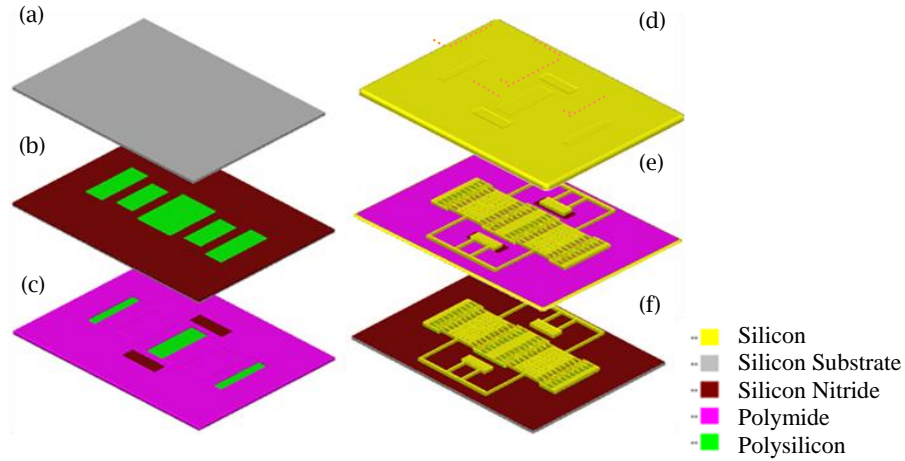 (a)
(b)
(c)
(d)
(e)
(f)
Silicon
Silicon Substrate
Silicon Nitride
Polymide
Polysilicon